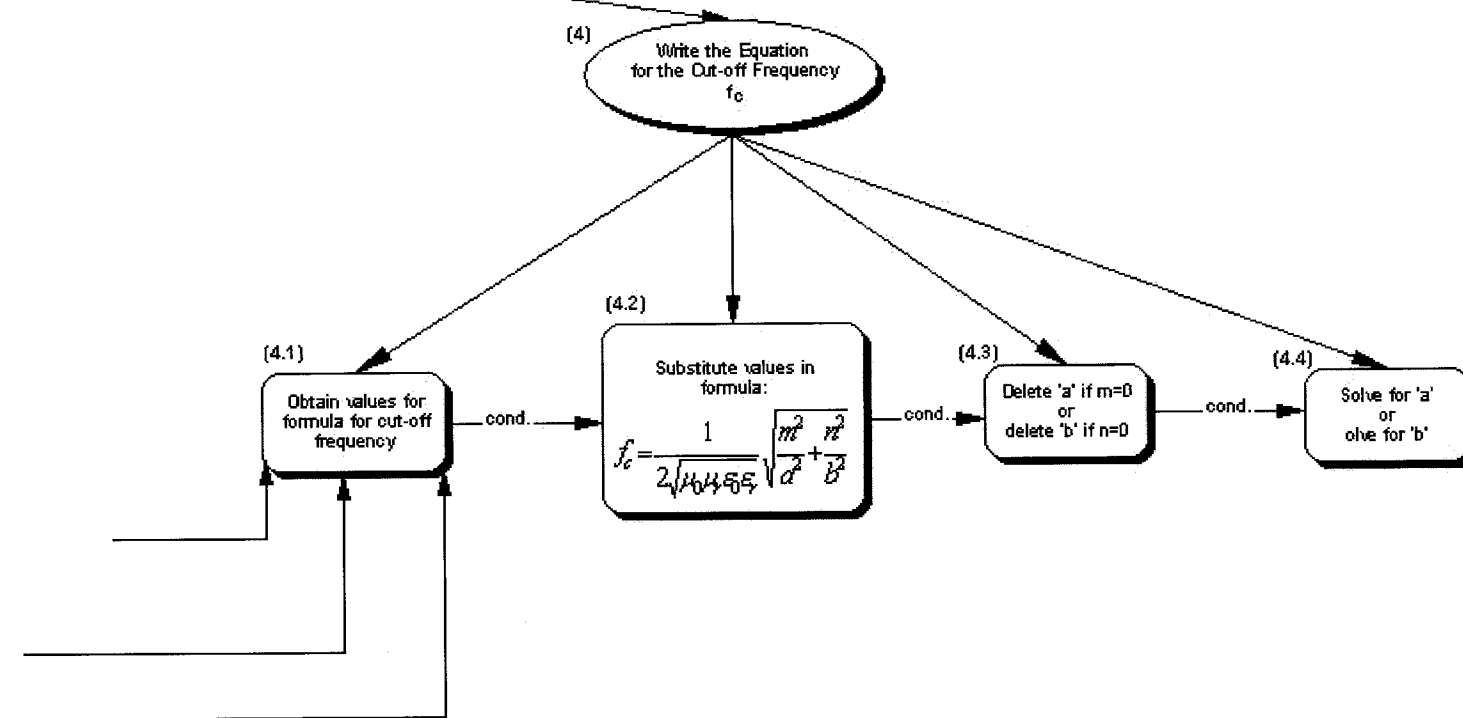 (4)
Write the Equation
for the Cut-off Frequency
f_c
(4.1)
Obtain values for
formula for cut-off
frequency
cond.
(4.2)
Substitute values in
formula:
f_c = 1 / (2√(μ₀μᵣε₀εᵣ)) √(m²/a² + n²/b²)
cond.
(4.3)
Delete 'a' if m=0
or
delete 'b' if n=0
cond.
(4.4)
Solve for 'a'
or
olve for 'b'